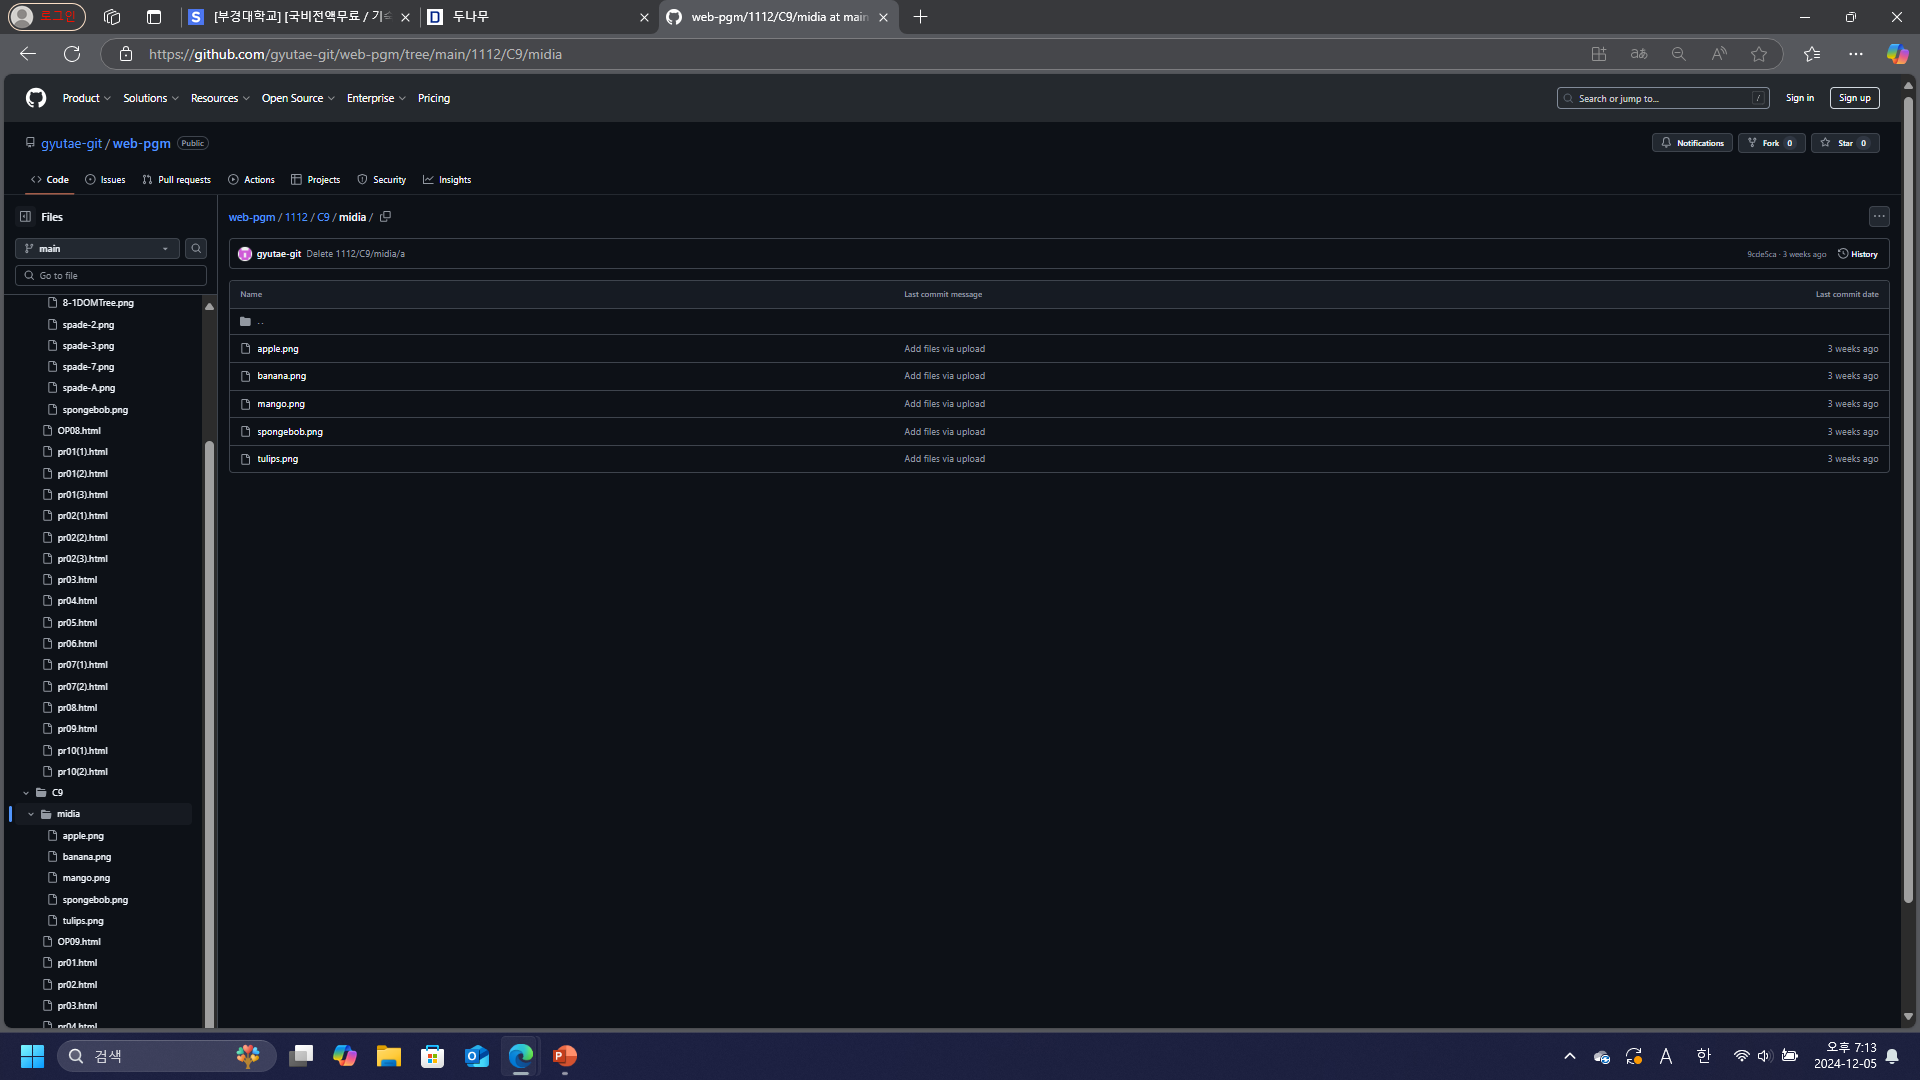 로그인
[부경대학교] [국비전액무료 / 기숙
두나무
web-pgm/1112/C9/midia at main
https://github.com/gyutae-git/web-pgm/tree/main/1112/C9/midia
Product Solutions Resources Open Source Enterprise Pricing
Search or jump to... /
Sign in
Sign up
gyutae-git / web-pgm Public
Notifications
Fork 0
Star 0
Code Issues Pull requests Actions Projects Security Insights
Files
main
Go to file
8-1DOMTree.png
spade-2.png
spade-3.png
spade-7.png
spade-A.png
spongebob.png
OP08.html
pr01(1).html
pr01(2).html
pr01(3).html
pr02(1).html
pr02(2).html
pr02(3).html
pr03.html
pr04.html
pr05.html
pr06.html
pr07(1).html
pr07(2).html
pr08.html
pr09.html
pr10(1).html
pr10(2).html
C9
midia
apple.png
banana.png
mango.png
spongebob.png
tulips.png
OP09.html
pr01.html
pr02.html
pr03.html
pr04.html
web-pgm / 1112 / C9 / midia /
gyutae-git Delete 1112/C9/midia/a
9cde5ca · 3 weeks ago
History
Name Last commit message Last commit date
..
apple.png Add files via upload 3 weeks ago
banana.png Add files via upload 3 weeks ago
mango.png Add files via upload 3 weeks ago
spongebob.png Add files via upload 3 weeks ago
tulips.png Add files via upload 3 weeks ago
검색
A
한
오후 7:13
2024-12-05